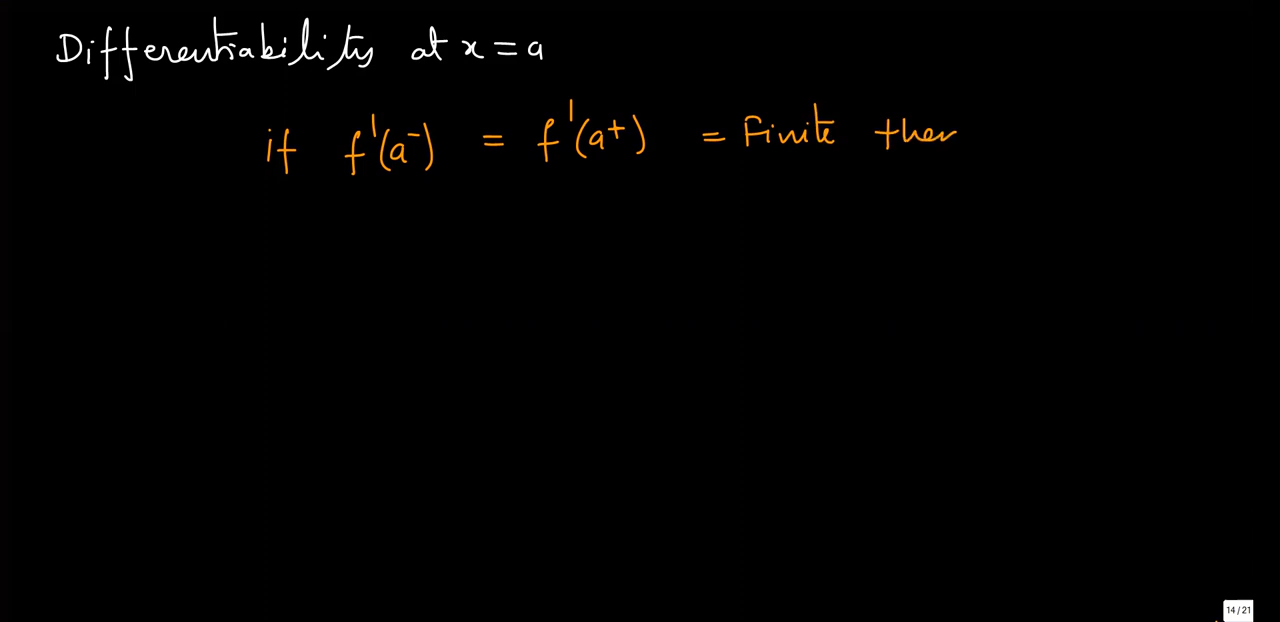 Differentiability at x = a
if f'(a⁻) = f'(a+) = Finite then
14 / 21